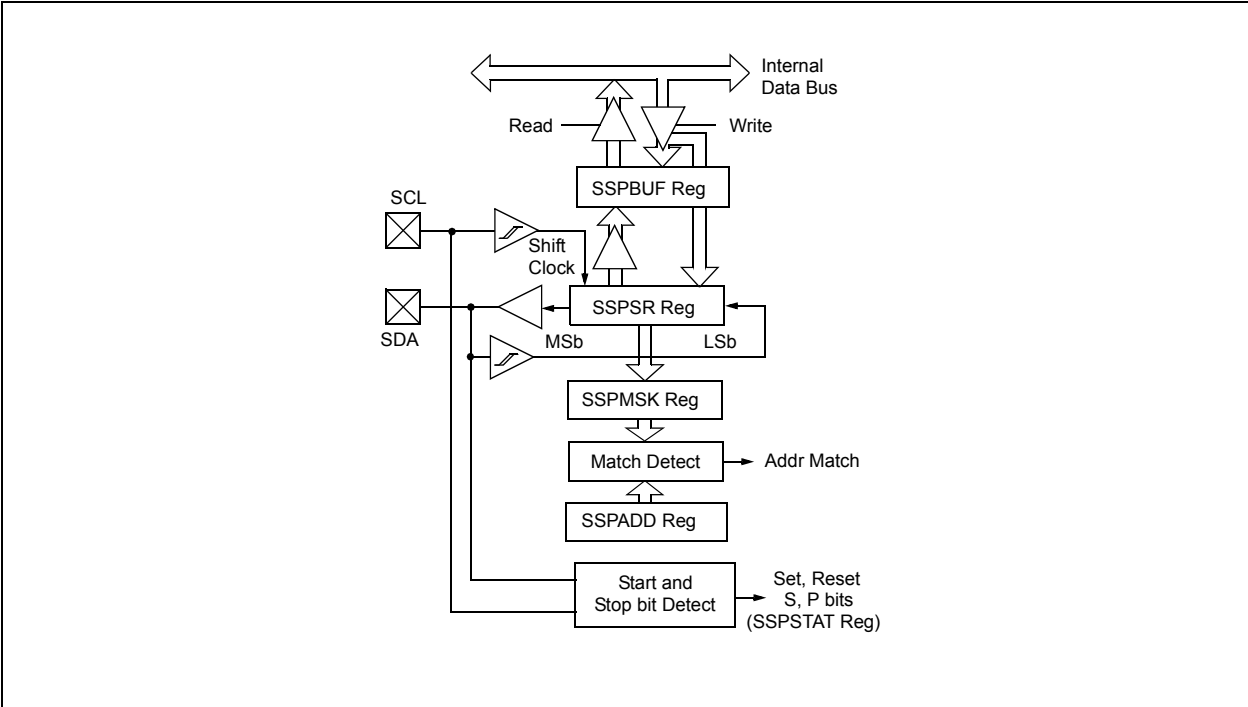 Internal
Data Bus
Read
Write
SSPBUF Reg
SCL
Shift
Clock
SSPSR Reg
SDA
MSb
LSb
SSPMSK Reg
Match Detect
Addr Match
SSPADD Reg
Start and
Stop bit Detect
Set, Reset
S, P bits
(SSPSTAT Reg)